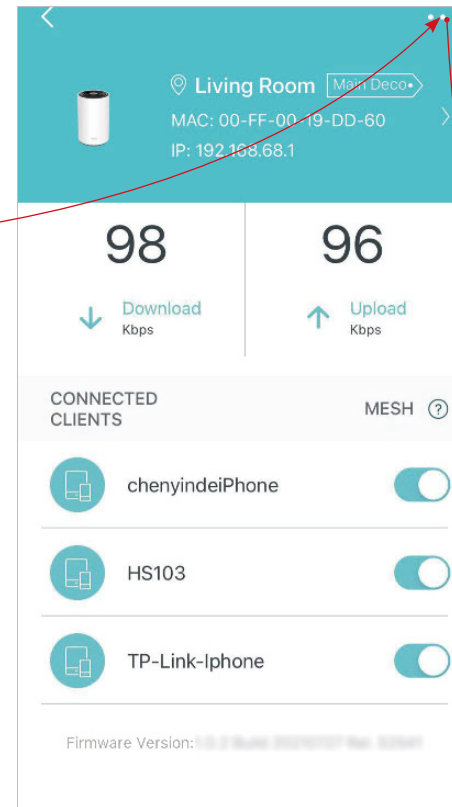 Living Room Main Deco
MAC: 00-FF-00-19-DD-60
IP: 192.168.68.1
98 96
Download Upload
Kbps Kbps
CONNECTED
CLIENTS
MESH ?
chenyindeiPhone
HS103
TP-Link-Iphone
Firmware Version: